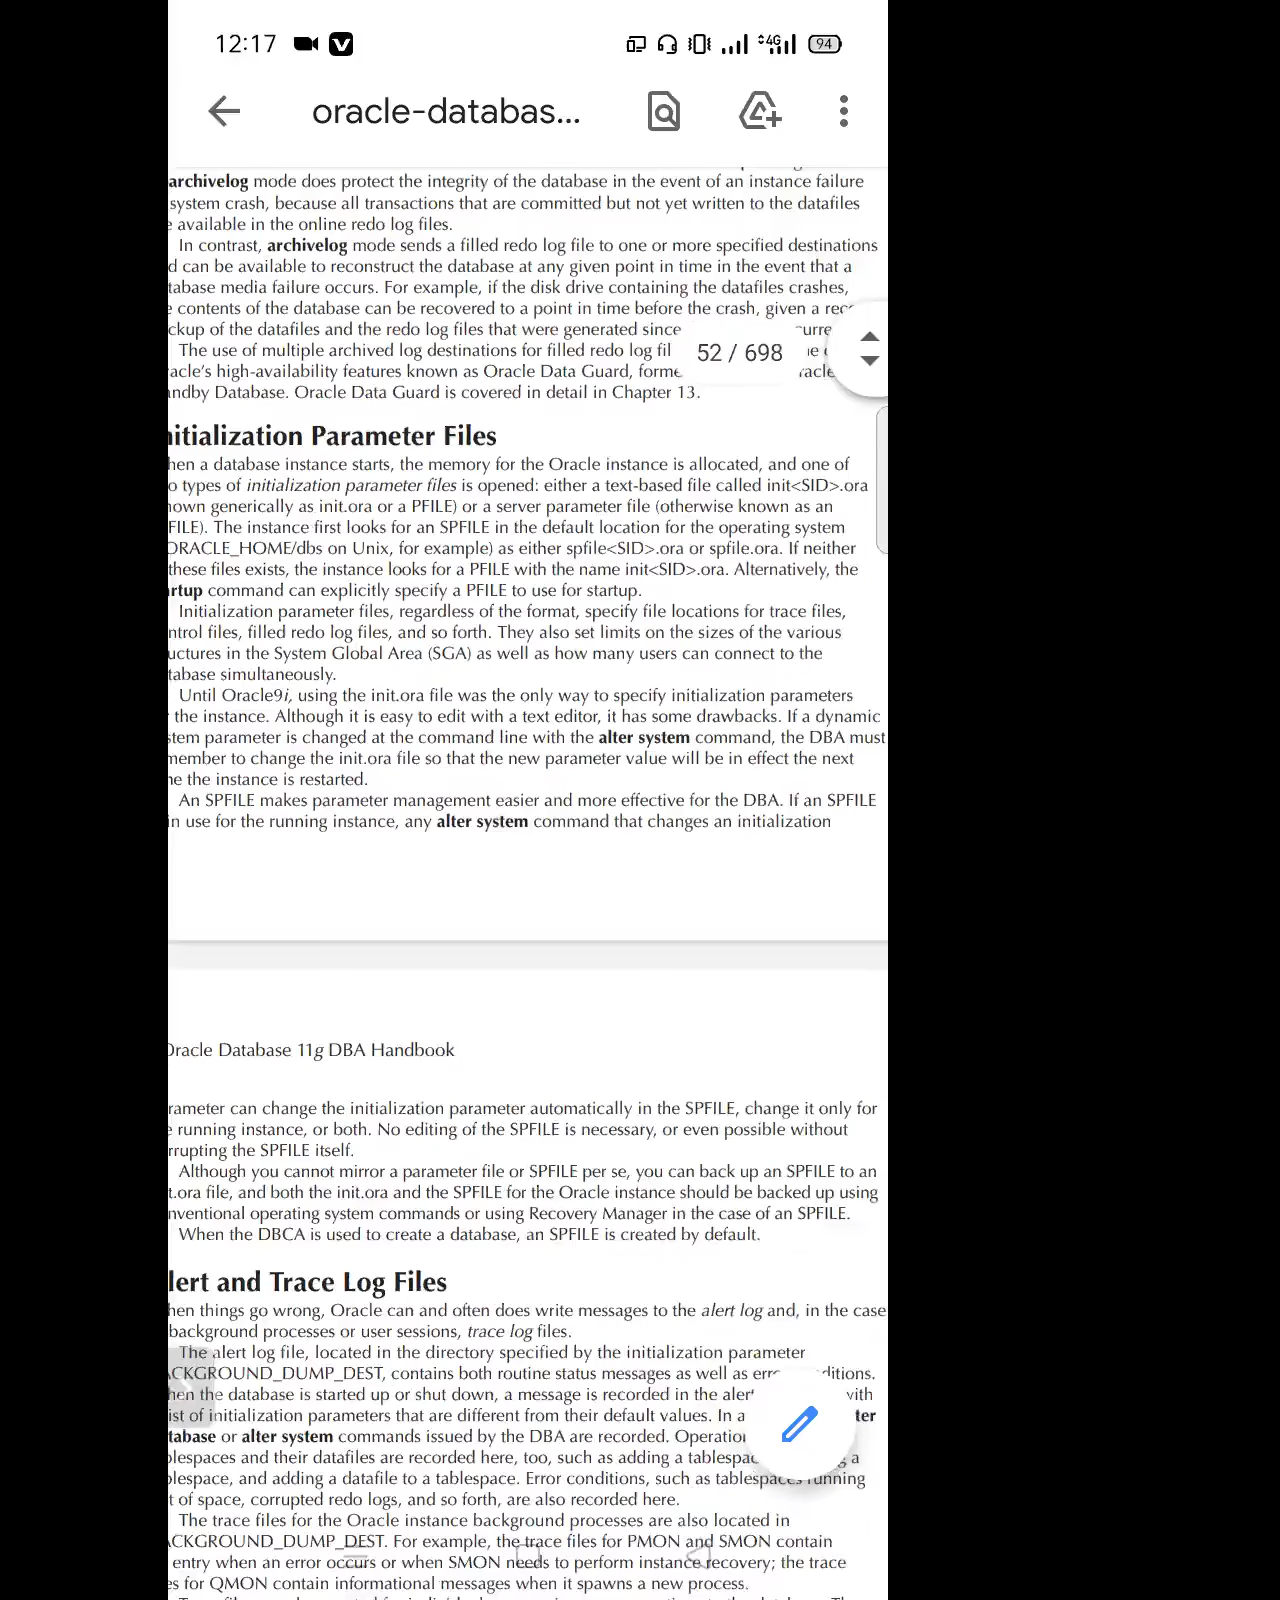 12:17
4G
94
oracle-databas...
archivelog mode does protect the integrity of the database in the event of an instance failure
system crash, because all transactions that are committed but not yet written to the datafiles
e available in the online redo log files.
In contrast, archivelog mode sends a filled redo log file to one or more specified destinations
d can be available to reconstruct the database at any given point in time in the event that a
tabase media failure occurs. For example, if the disk drive containing the datafiles crashes,
e contents of the database can be recovered to a point in time before the crash, given a rec
ckup of the datafiles and the redo log files that were generated since urre
The use of multiple archived log destinations for filled redo log fil
52 / 698
acle's high-availability features known as Oracle Data Guard, forme racle
andby Database. Oracle Data Guard is covered in detail in Chapter 13.
nitialization Parameter Files
hen a database instance starts, the memory for the Oracle instance is allocated, and one of
o types of initialization parameter files is opened: either a text-based file called init<SID>.ora
nown generically as init.ora or a PFILE) or a server parameter file (otherwise known as an
FILE). The instance first looks for an SPFILE in the default location for the operating system
ORACLE_HOME/dbs on Unix, for example) as either spfile<SID>.ora or spfile.ora. If neither
these files exists, the instance looks for a PFILE with the name init<SID>.ora. Alternatively, the
artup command can explicitly specify a PFILE to use for startup.
Initialization parameter files, regardless of the format, specify file locations for trace files,
ntrol files, filled redo log files, and so forth. They also set limits on the sizes of the various
uctures in the System Global Area (SGA) as well as how many users can connect to the
tabase simultaneously.
Until Oracle9i, using the init.ora file was the only way to specify initialization parameters
the instance. Although it is easy to edit with a text editor, it has some drawbacks. If a dynamic
stem parameter is changed at the command line with the alter system command, the DBA must
member to change the init.ora file so that the new parameter value will be in effect the next
me the instance is restarted.
An SPFILE makes parameter management easier and more effective for the DBA. If an SPFILE
in use for the running instance, any alter system command that changes an initialization
Oracle Database 11g DBA Handbook
rameter can change the initialization parameter automatically in the SPFILE, change it only for
e running instance, or both. No editing of the SPFILE is necessary, or even possible without
rrupting the SPFILE itself.
Although you cannot mirror a parameter file or SPFILE per se, you can back up an SPFILE to an
t.ora file, and both the init.ora and the SPFILE for the Oracle instance should be backed up using
nventional operating system commands or using Recovery Manager in the case of an SPFILE.
When the DBCA is used to create a database, an SPFILE is created by default.
lert and Trace Log Files
hen things go wrong, Oracle can and often does write messages to the alert log and, in the case
background processes or user sessions, trace log files.
The alert log file, located in the directory specified by the initialization parameter
ACKGROUND_DUMP_DEST, contains both routine status messages as well as err ditions.
hen the database is started up or shut down, a message is recorded in the alert with
ist of initialization parameters that are different from their default values. In a ter
tabase or alter system commands issued by the DBA are recorded. Operation
blespaces and their datafiles are recorded here, too, such as adding a tablespac g a
blespace, and adding a datafile to a tablespace. Error conditions, such as tablespaces running
t of space, corrupted redo logs, and so forth, are also recorded here.
The trace files for the Oracle instance background processes are also located in
ACKGROUND_DUMP_DEST. For example, the trace files for PMON and SMON contain
entry when an error occurs or when SMON needs to perform instance recovery; the trace
es for QMON contain informational messages when it spawns a new process.